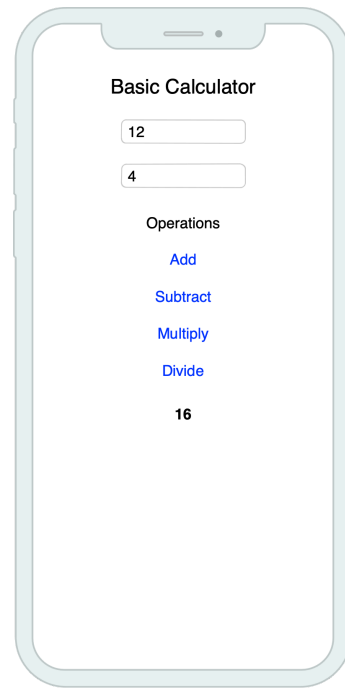 Basic Calculator
12
4
Operations
Add
Subtract
Multiply
Divide
16